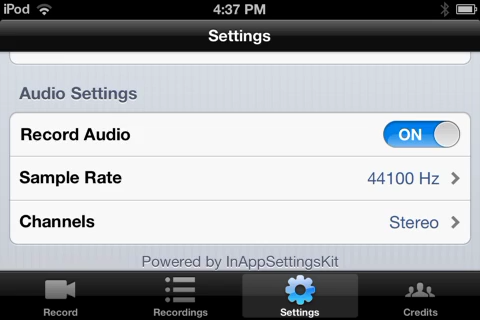 iPod 4:37 PM
Settings
Audio Settings
Record Audio ON
Sample Rate 44100 Hz
Channels Stereo
Powered by InAppSettingsKit
Record Recordings Settings Credits